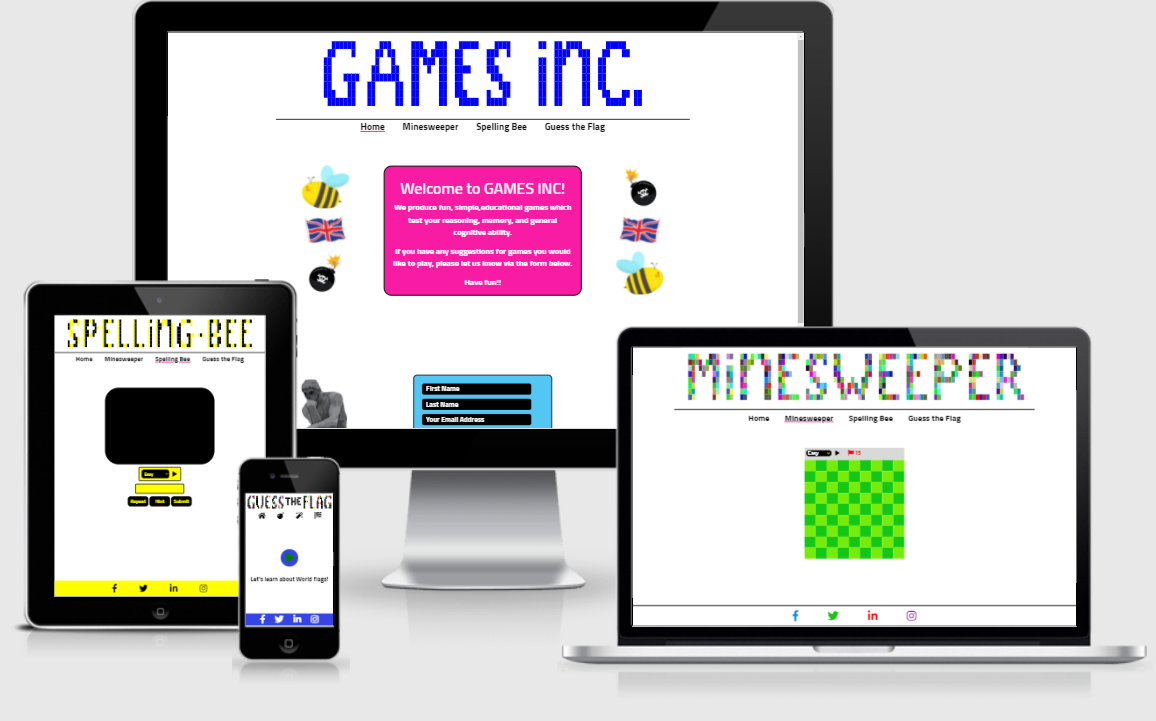 GAMES iNC.
Home Minesweeper Spelling Bee Guess the Flag
Welcome to GAMES INC!
We produce fun, simple,educational games which
test your reasoning, memory, and general
cognitive ability.
If you have any suggestions for games you would
like to play, please let us know via the form below.
Have fun!!
First Name
Last Name
Your Email Address
SPELLiNG-BEE
Home Minesweeper Spelling Bee Guess the Flag
Easy
Repeat Hint Submit
GUESS THE FLAG
Let's learn about World flags!
MINESWEEPER
Home Minesweeper Spelling Bee Guess the Flag
Easy 15